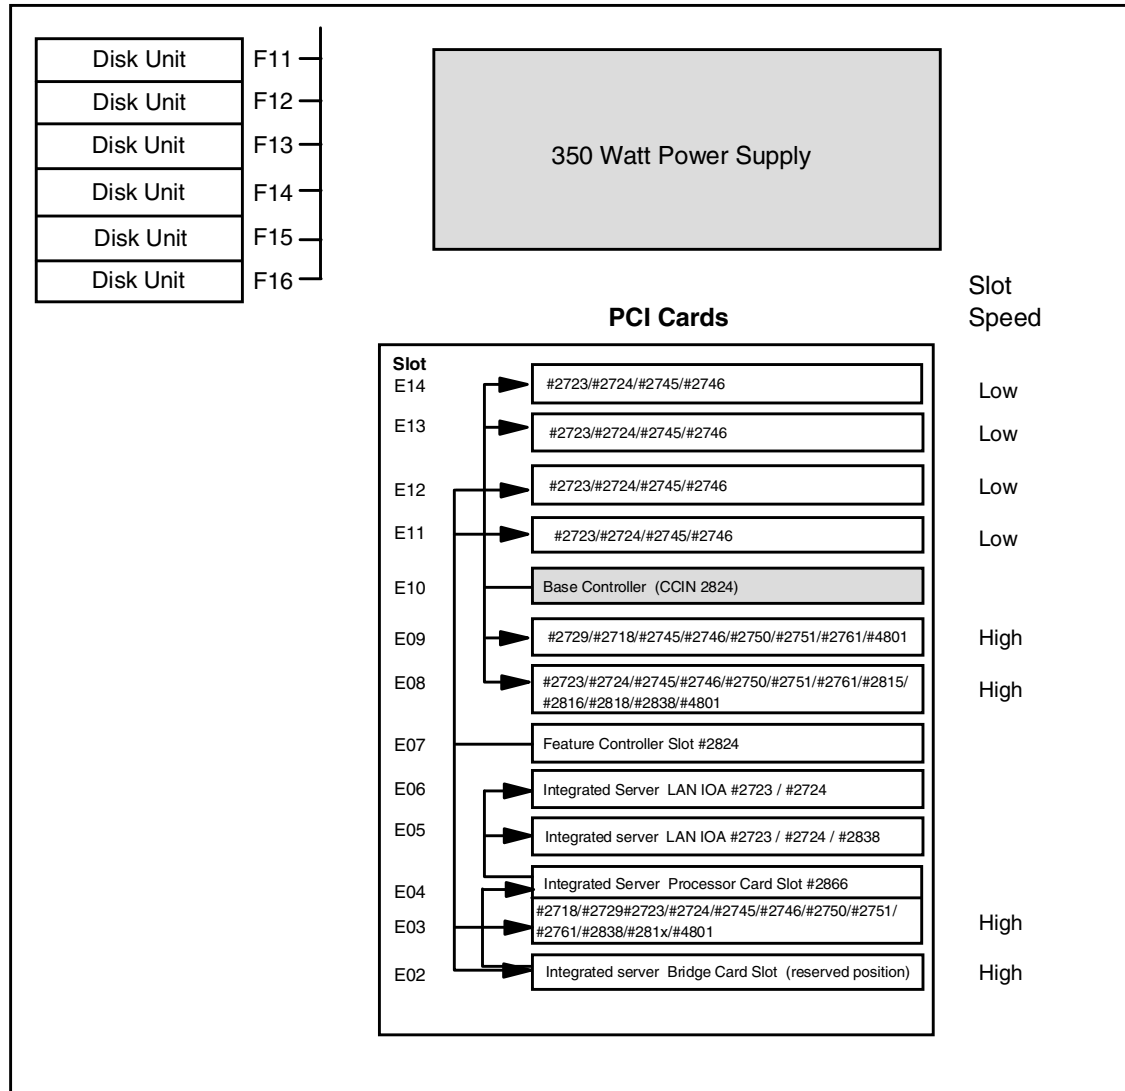 Disk Unit F11
Disk Unit F12
Disk Unit F13
Disk Unit F14
Disk Unit F15
Disk Unit F16
350 Watt Power Supply
Slot
Speed
PCI Cards
Slot
E14 #2723/#2724/#2745/#2746 Low
E13 #2723/#2724/#2745/#2746 Low
E12 #2723/#2724/#2745/#2746 Low
E11 #2723/#2724/#2745/#2746 Low
E10 Base Controller (CCIN 2824)
E09 #2729/#2718/#2745/#2746/#2750/#2751/#2761/#4801 High
E08 #2723/#2724/#2745/#2746/#2750/#2751/#2761/#2815/ High
#2816/#2818/#2838/#4801
E07 Feature Controller Slot #2824
E06 Integrated Server LAN IOA #2723 / #2724
E05 Integrated server LAN IOA #2723 / #2724 / #2838
E04 Integrated Server Processor Card Slot #2866
#2718/#2729#2723/#2724/#2745/#2746/#2750/#2751/
E03 #2761/#2838/#281x/#4801 High
E02 Integrated server Bridge Card Slot (reserved position) High